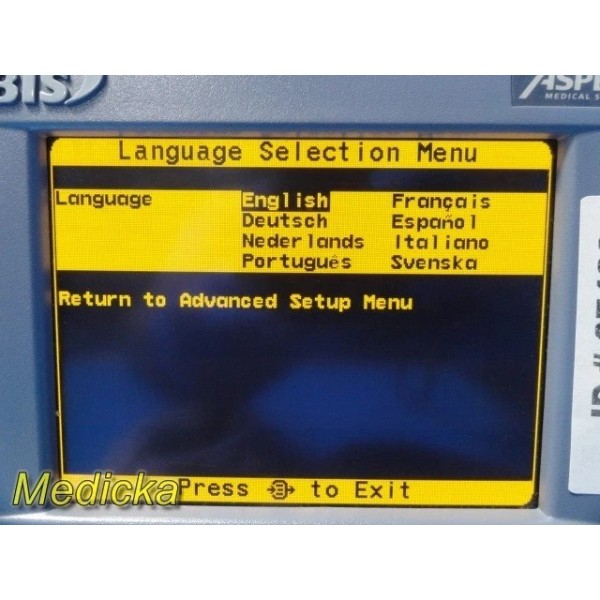 BIS
ASPE
MEDICAL S
Language Selection Menu
Language English Français
Deutsch Español
Nederlands Italiano
Português Svenska
Return to Advanced Setup Menu
Press to Exit
Medicka